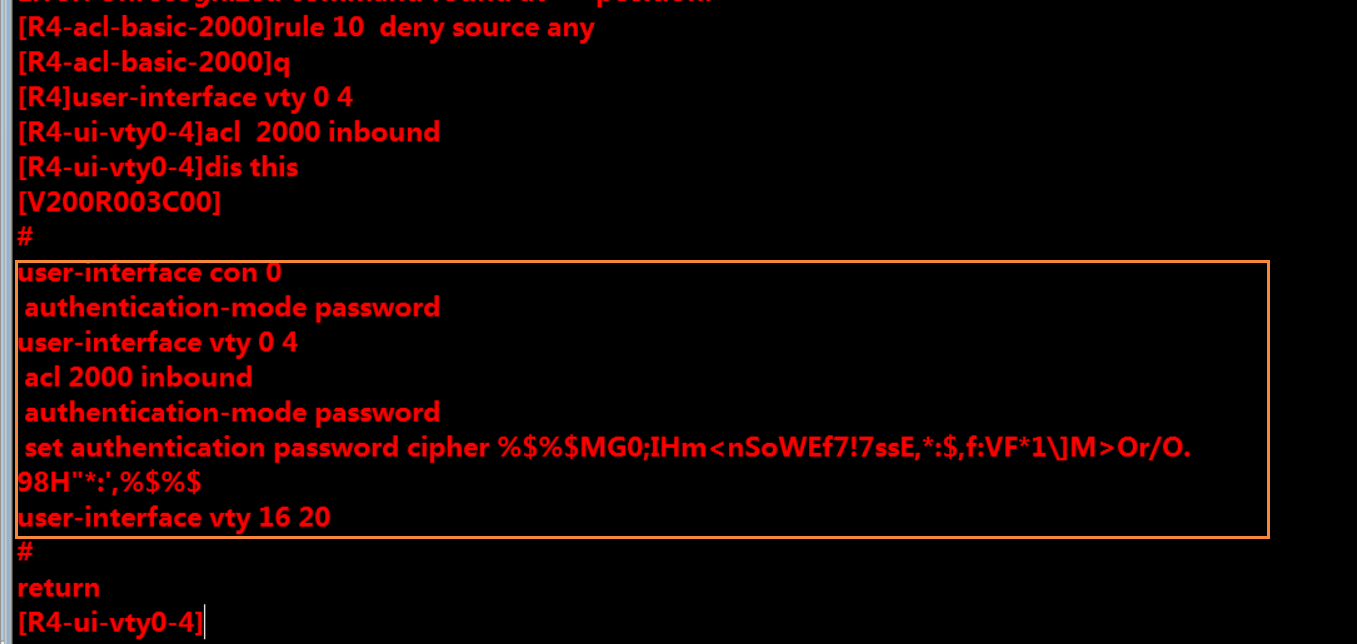 [R4-acl-basic-2000]rule 10  deny source any
[R4-acl-basic-2000]q
[R4]user-interface vty 0 4
[R4-ui-vty0-4]acl  2000 inbound
[R4-ui-vty0-4]dis this
[V200R003C00]
#
user-interface con 0
 authentication-mode password
user-interface vty 0 4
 acl 2000 inbound
 authentication-mode password
 set authentication password cipher %$%$MG0;IHm<nSoWEf7!7ssE,*:$,f:VF*1\]M>Or/O.
98H"*:',%$%$
user-interface vty 16 20
#
return
[R4-ui-vty0-4]